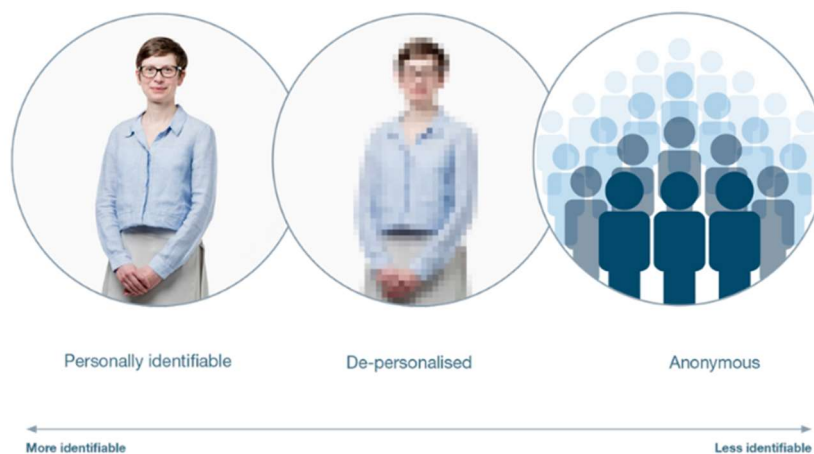 Personally identifiable
De-personalised
Anonymous
More identifiable
Less identifiable